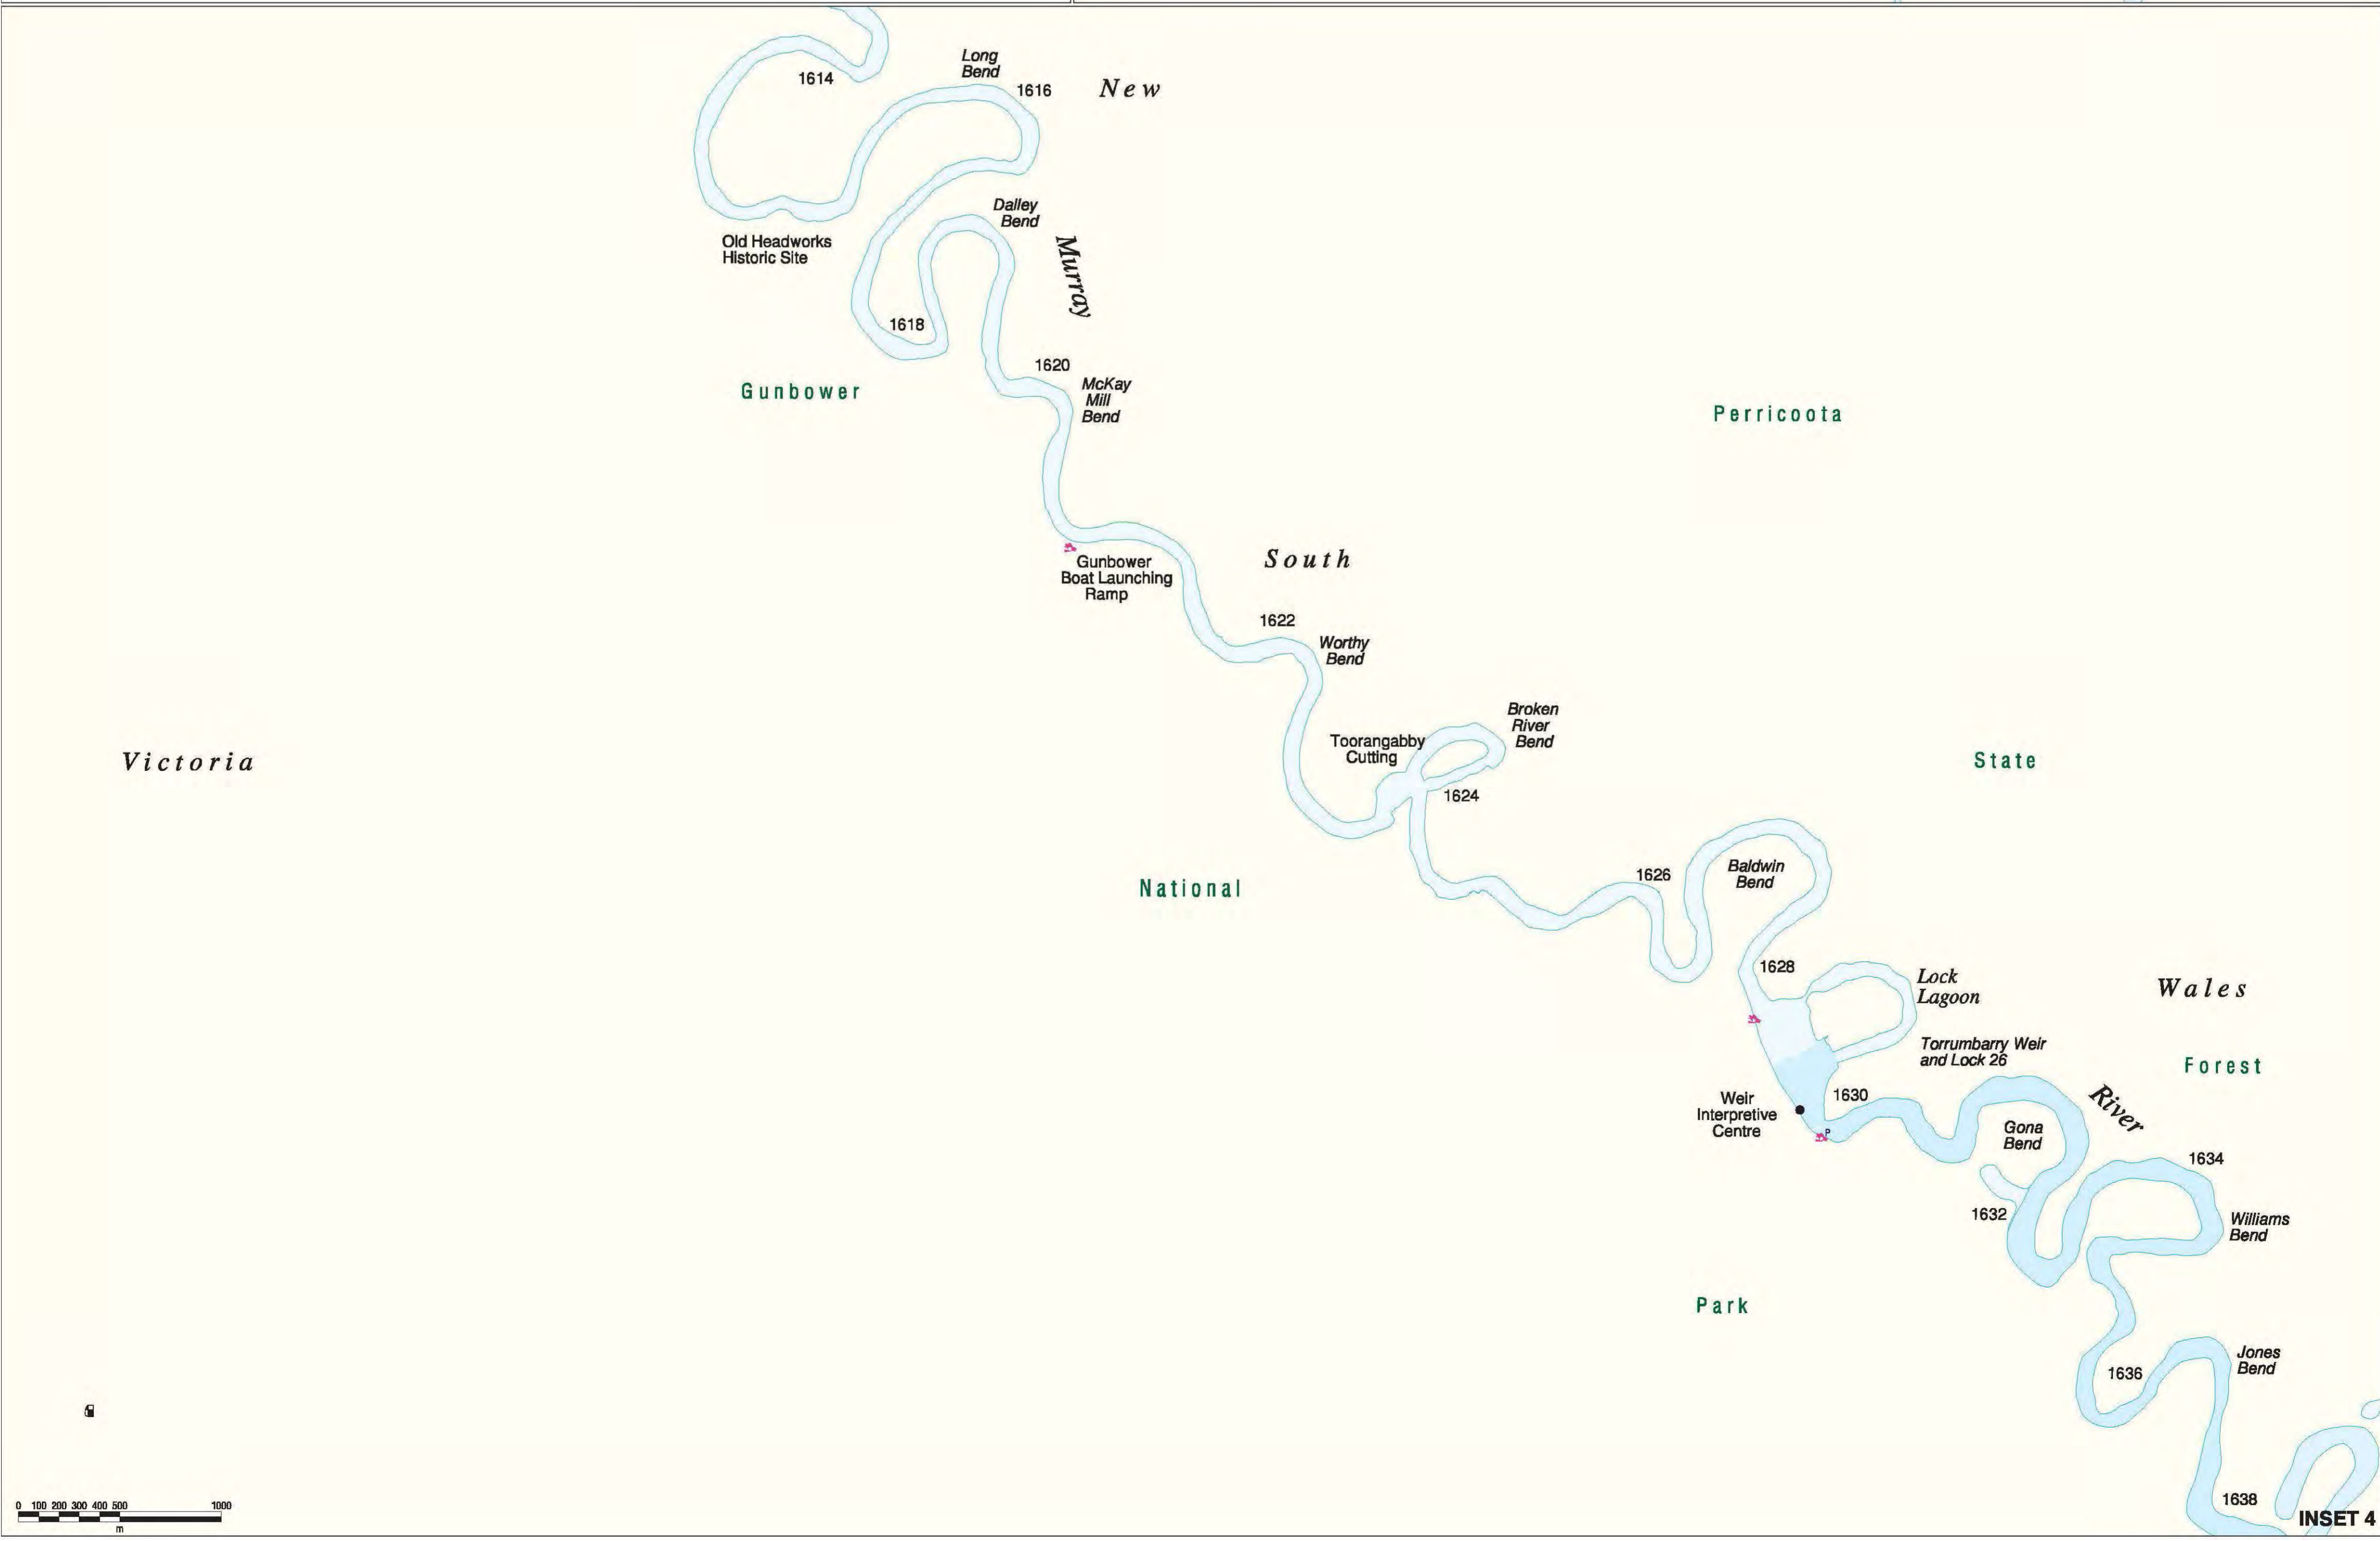 1614
Long
Bend
1616
New
Dalley
Bend
Murray
Old Headworks
Historic Site
1618
1620
McKay
Mill
Bend
Gunbower
Perricoota
Gunbower
Boat Launching
Ramp
South
1622
Worthy
Bend
Broken
River
Bend
Toorangabby
Cutting
1624
Victoria
State
National
1626
Baldwin
Bend
1628
Lock
Lagoon
Wales
Torrumbarry Weir
and Lock 26
Forest
Weir
Interpretive
Centre
1630
P
River
Gona
Bend
1632
1634
Williams
Bend
Park
Jones
Bend
1636
1638
0 100 200 300 400 500 1000
m
INSET 4